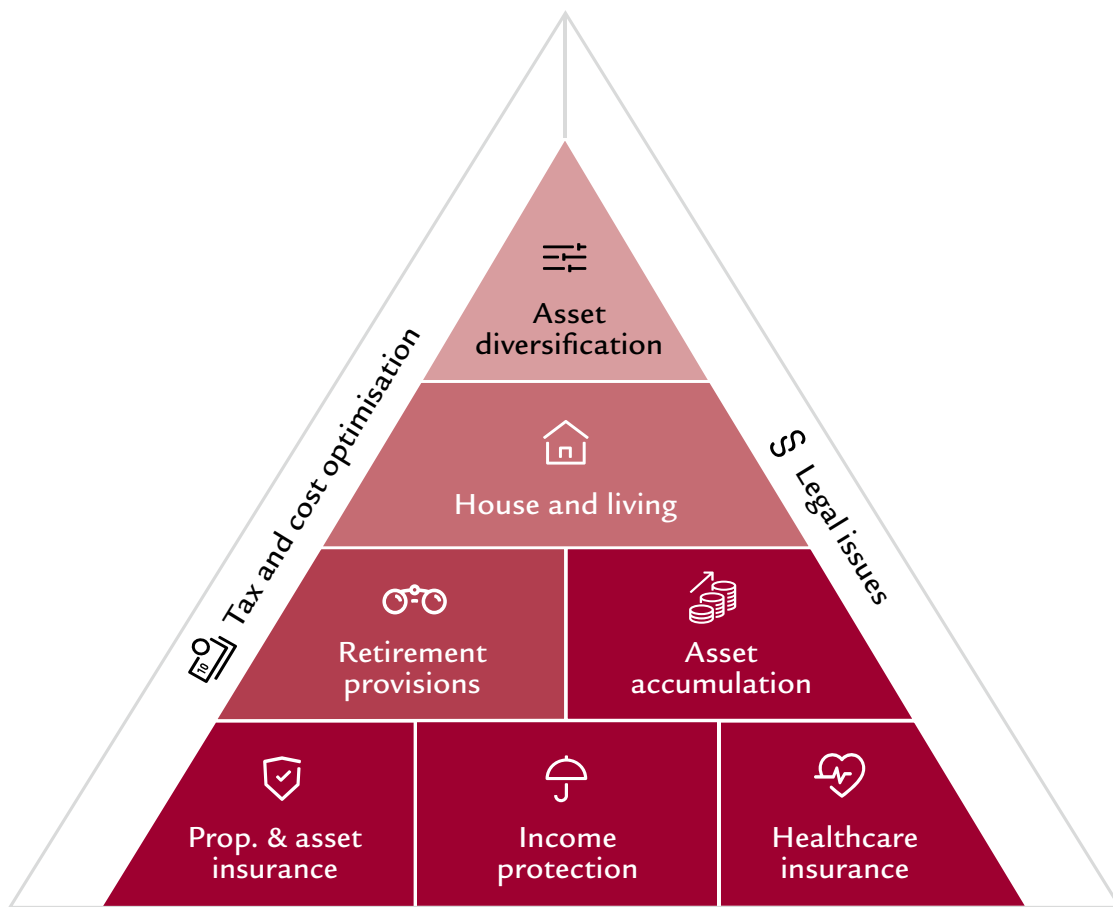 Asset
diversification
Tax and cost optimisation
§ Legal issues
House and living
Retirement
provisions
Asset
accumulation
10
Prop. & asset
insurance
Income
protection
Healthcare
insurance